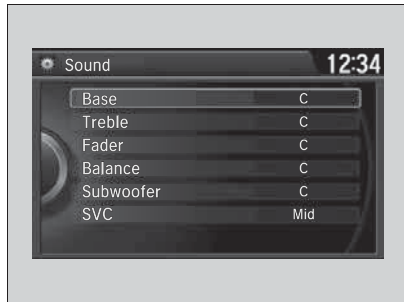 Sound 12:34
Base C
Treble C
Fader C
Balance C
Subwoofer C
SVC Mid